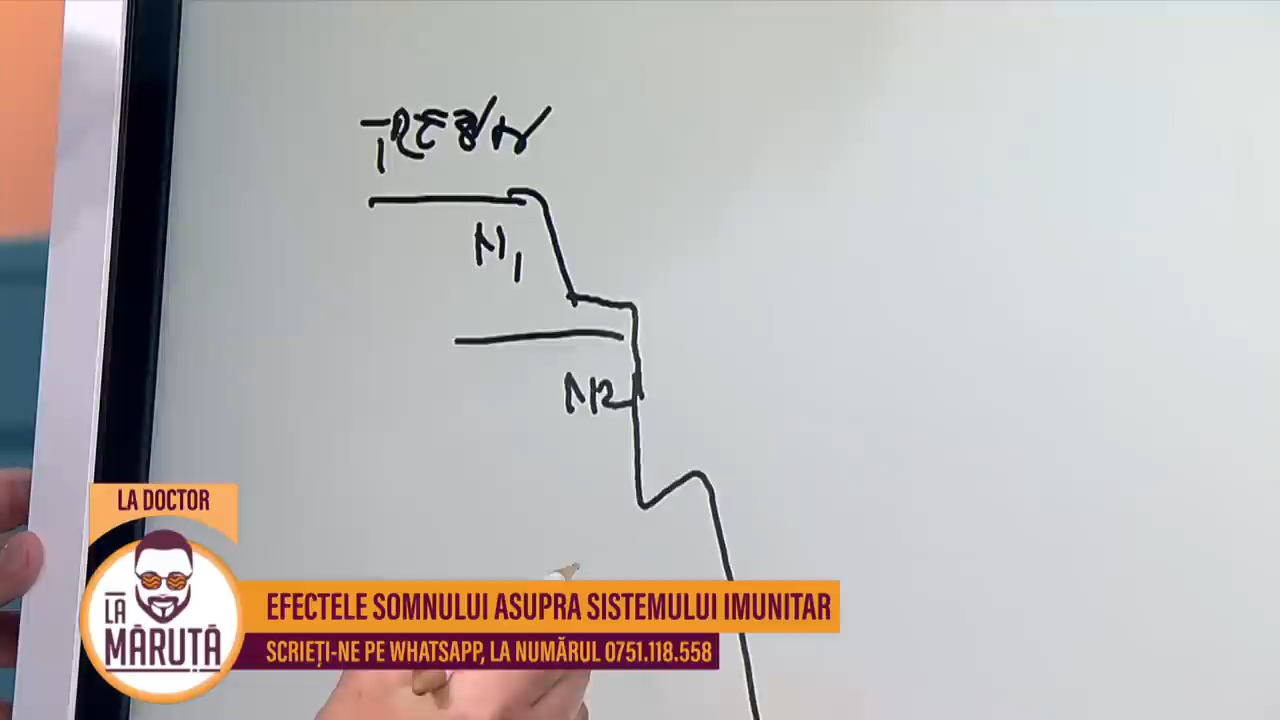 N1
N2
LA DOCTOR
LA
MĂRUȚĂ
EFECTELE SOMNULUI ASUPRA SISTEMULUI IMUNITAR
SCRIEȚI-NE PE WHATSAPP, LA NUMĂRUL 0751.118.558